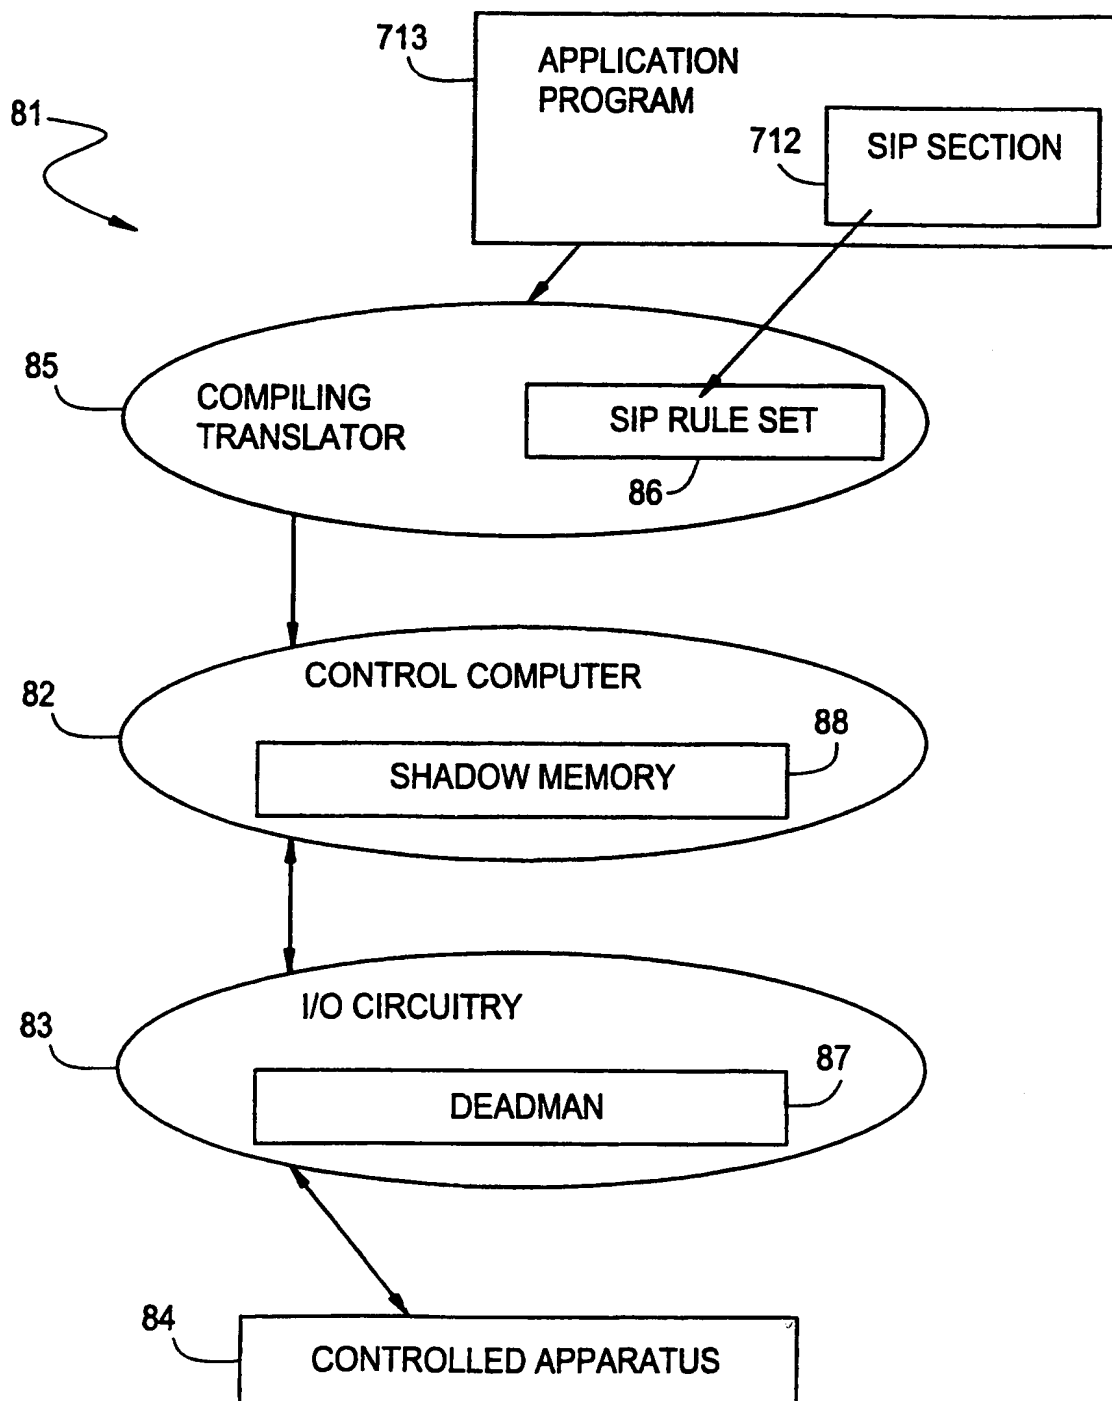 713
APPLICATION
PROGRAM
81
712
SIP SECTION
85
COMPILING
TRANSLATOR
SIP RULE SET
86
CONTROL COMPUTER
82
88
SHADOW MEMORY
I/O CIRCUITRY
83
87
DEADMAN
84
CONTROLLED APPARATUS